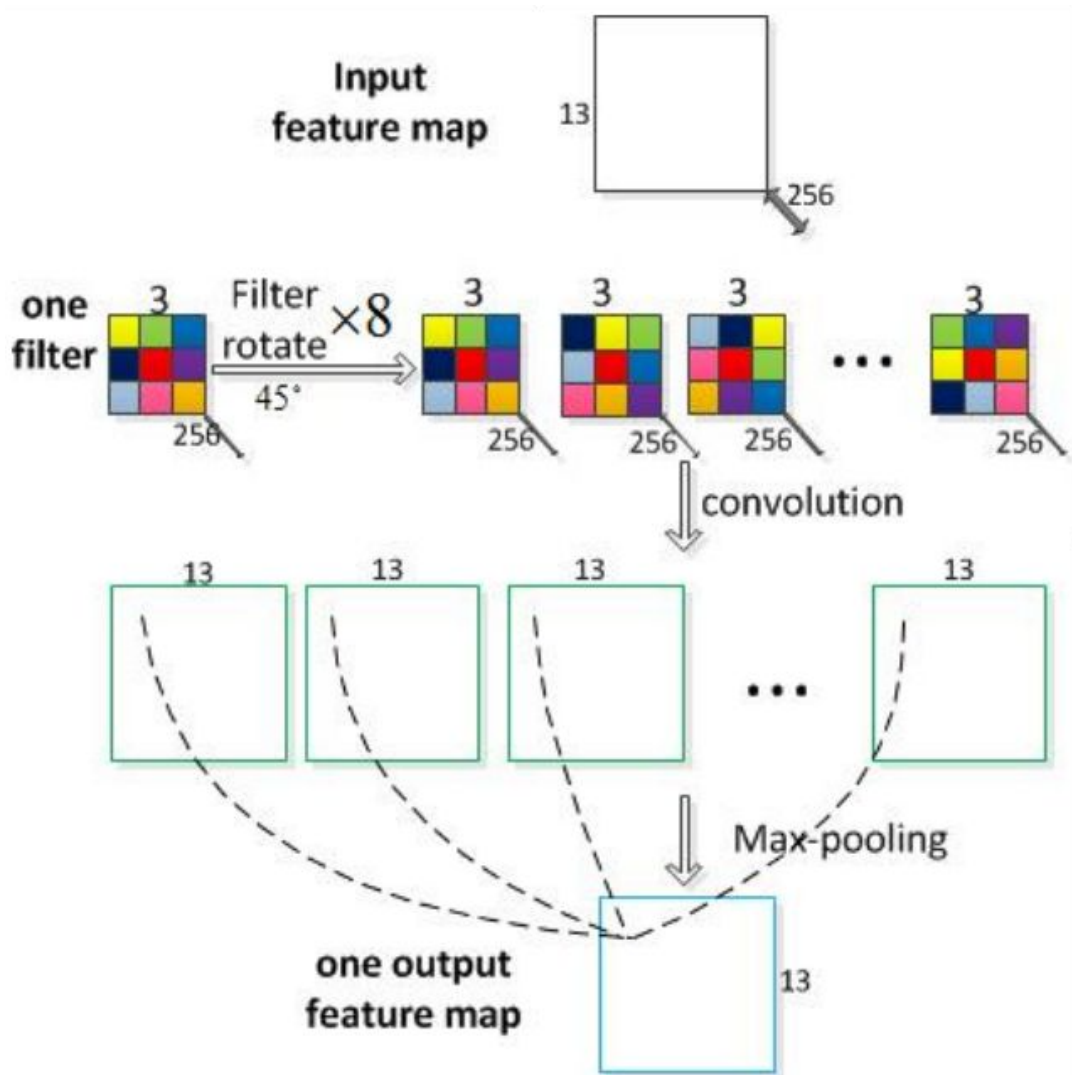 Input
feature map
13
256
one
filter
3
Filter
rotate
×8
45°
3
3
3
3
256
256
256
256
256
convolution
13
13
13
13
Max-pooling
one output
feature map
13